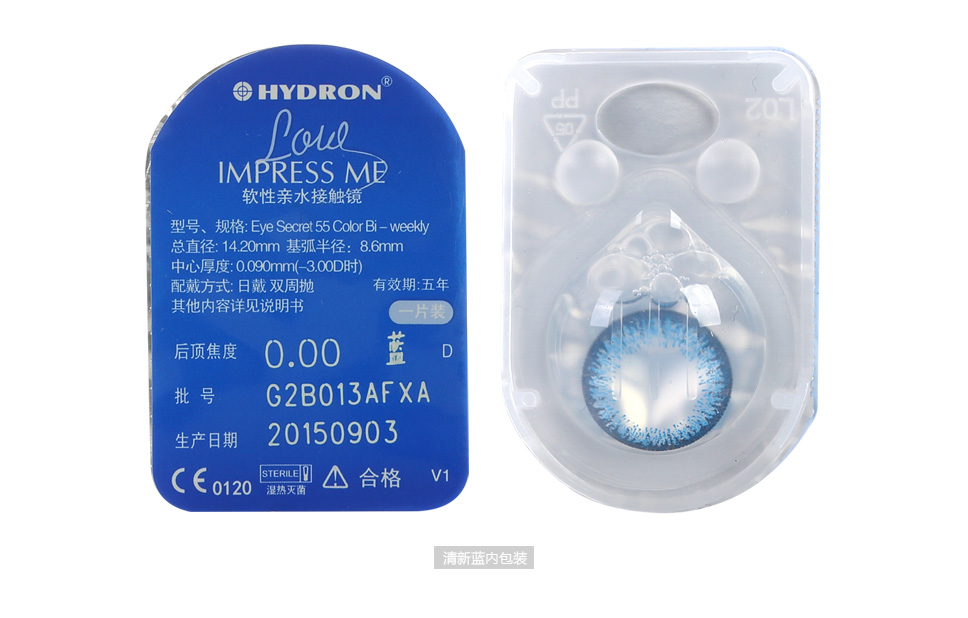 HYDRON®
Love
IMPRESS ME
软性亲水接触镜
型号、规格: Eye Secret 55 Color Bi – weekly
总直径: 14.20mm 基弧半径: 8.6mm
中心厚度: 0.090mm(-3.00D时)
配戴方式: 日戴 双周抛 有效期:五年
其他内容详见说明书
一片装
后顶焦度 0.00 蓝 D
批 号 G2B013AFXA
生产日期 20150903
CE 0120 STERILE 湿热灭菌 合格 V1
PP
05
L02
清新蓝内包装